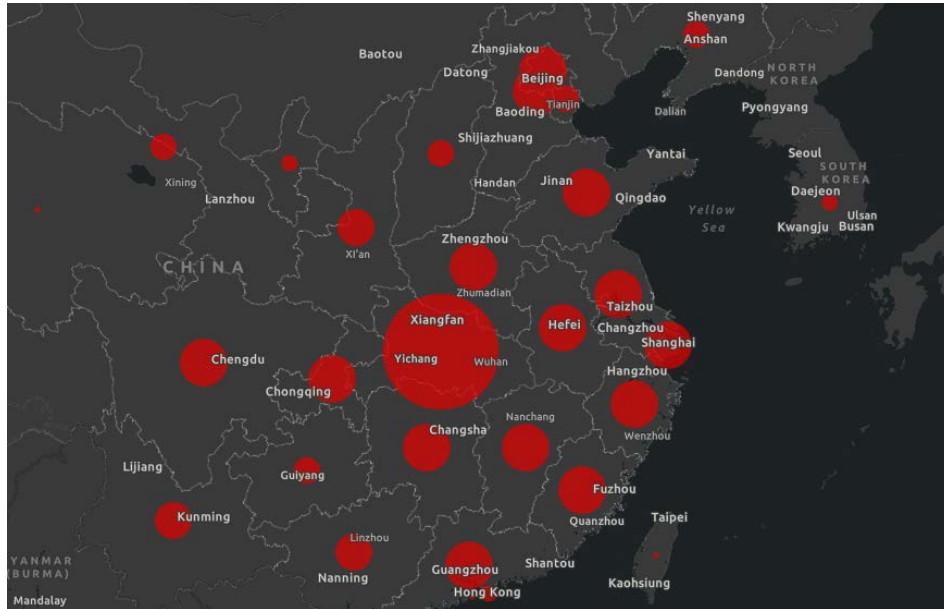 Shenyang
Zhangjiakou
Anshan
Baotou
Datong
Beijing
NORTH
KOREA
Dandong
Tianjin
Baoding
Dalian
Pyongyang
Shijiazhuang
Yantai
Seoul
SOUTH
KOREA
Xining
Handan
Jinan
Daejeon
Lanzhou
Qingdao
Yellow
Sea
Ulsan
Kwangju
Busan
Zhengzhou
XI'an
CHINA
Zhumadian
Taizhou
Xiangfan
Hefei
Changzhou
Shanghai
Chengdu
Yichang
Wuhan
Hangzhou
Chongqing
Nanchang
Changsha
Wenzhou
Lijiang
Guiyang
Fuzhou
Kunming
Quanzhou
Taipei
Linzhou
YANMAR
(BURMA)
Nanning
Guangzhou
Shantou
Kaohsiung
Hong Kong
Mandalay